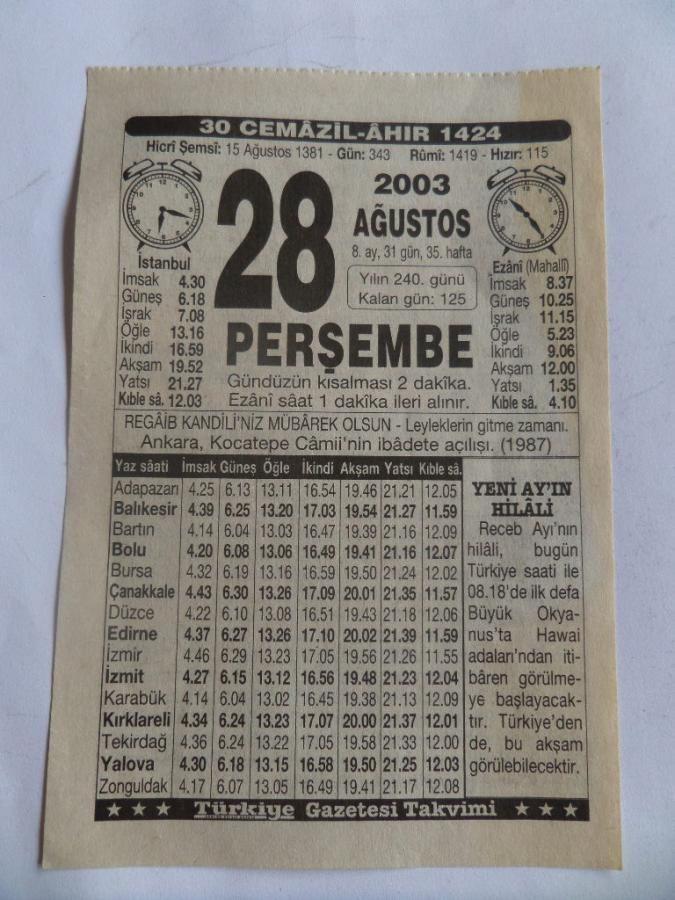 30 CEMÂZİL-ÂHIR 1424
Hicrî Şemsî: 15 Ağustos 1381 - Gün: 343 Rûmî: 1419 - Hızır: 115
28
2003
AĞUSTOS
8. ay, 31 gün, 35. hafta
Yılın 240. günü
Kalan gün: 125
PERŞEMBE
Gündüzün kısalması 2 dakîka.
Ezânî sâat 1 dakîka ileri alınır.
İstanbul
İmsak 4.30
Güneş 6.18
İşrak 7.08
Öğle 13.16
İkindi 16.59
Akşam 19.52
Yatsı 21.27
Kıble sâ. 12.03
Ezânî (Mahallî)
İmsak 8.37
Güneş 10.25
İşrak 11.15
Öğle 5.23
İkindi 9.06
Akşam 12.00
Yatsı 1.35
Kıble sâ. 4.10
REGÂİB KANDİLİ'NİZ MÜBÂREK OLSUN - Leyleklerin gitme zamanı.
Ankara, Kocatepe Câmii'nin ibâdete açılışı. (1987)
Yaz sâati İmsak Güneş Öğle İkindi Akşam Yatsı Kıble sâ.
Adapazarı 4.25 6.13 13.11 16.54 19.46 21.21 12.05
Balıkesir 4.39 6.25 13.20 17.03 19.54 21.27 11.59
Bartın 4.14 6.04 13.03 16.47 19.39 21.16 12.09
Bolu 4.20 6.08 13.06 16.49 19.41 21.16 12.07
Bursa 4.32 6.19 13.16 16.59 19.50 21.24 12.02
Çanakkale 4.43 6.30 13.26 17.09 20.01 21.35 11.57
Düzce 4.22 6.10 13.08 16.51 19.43 21.18 12.06
Edirne 4.37 6.27 13.26 17.10 20.02 21.39 11.59
İzmir 4.46 6.29 13.23 17.05 19.56 21.26 11.55
İzmit 4.27 6.15 13.12 16.56 19.48 21.23 12.04
Karabük 4.14 6.04 13.02 16.45 19.38 21.13 12.09
Kırklareli 4.34 6.24 13.23 17.07 20.00 21.37 12.01
Tekirdağ 4.36 6.24 13.22 17.05 19.58 21.33 12.00
Yalova 4.30 6.18 13.15 16.58 19.50 21.25 12.03
Zonguldak 4.17 6.07 13.05 16.49 19.41 21.17 12.08
YENİ AY'IN
HİLÂLİ
Receb Ayı'nın
hilâli, bugün
Türkiye saati ile
08.18'de ilk defa
Büyük Okya-
nus'ta Hawai
adaları'ndan iti-
bâren görülme-
ye başlayacak-
tır. Türkiye'den
de, bu akşam
görülebilecektir.
Türkiye Gazetesi Takvimi